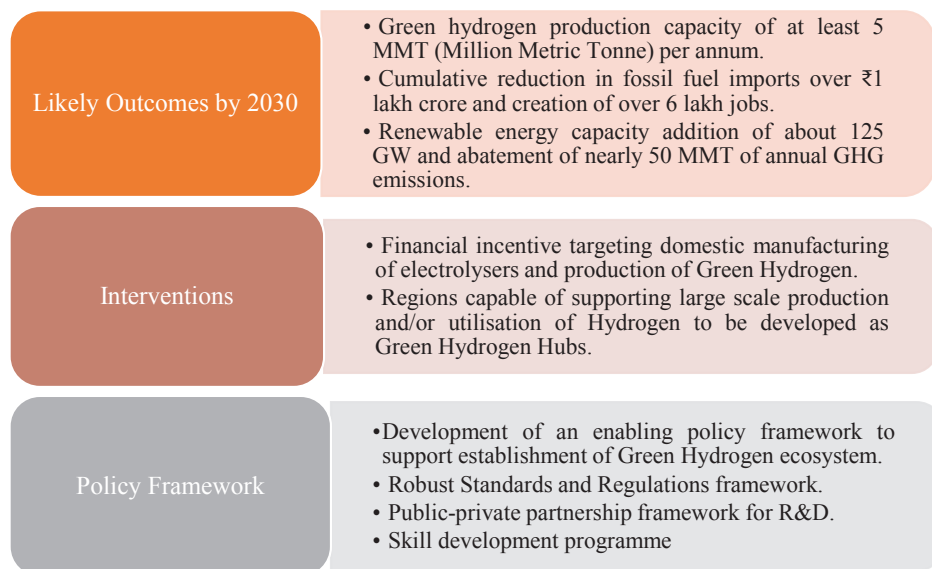 Likely Outcomes by 2030
• Green hydrogen production capacity of at least 5
MMT (Million Metric Tonne) per annum.
• Cumulative reduction in fossil fuel imports over ₹1
lakh crore and creation of over 6 lakh jobs.
• Renewable energy capacity addition of about 125
GW and abatement of nearly 50 MMT of annual GHG
emissions.
Interventions
• Financial incentive targeting domestic manufacturing
of electrolysers and production of Green Hydrogen.
• Regions capable of supporting large scale production
and/or utilisation of Hydrogen to be developed as
Green Hydrogen Hubs.
Policy Framework
•Development of an enabling policy framework to
support establishment of Green Hydrogen ecosystem.
• Robust Standards and Regulations framework.
• Public-private partnership framework for R&D.
• Skill development programme